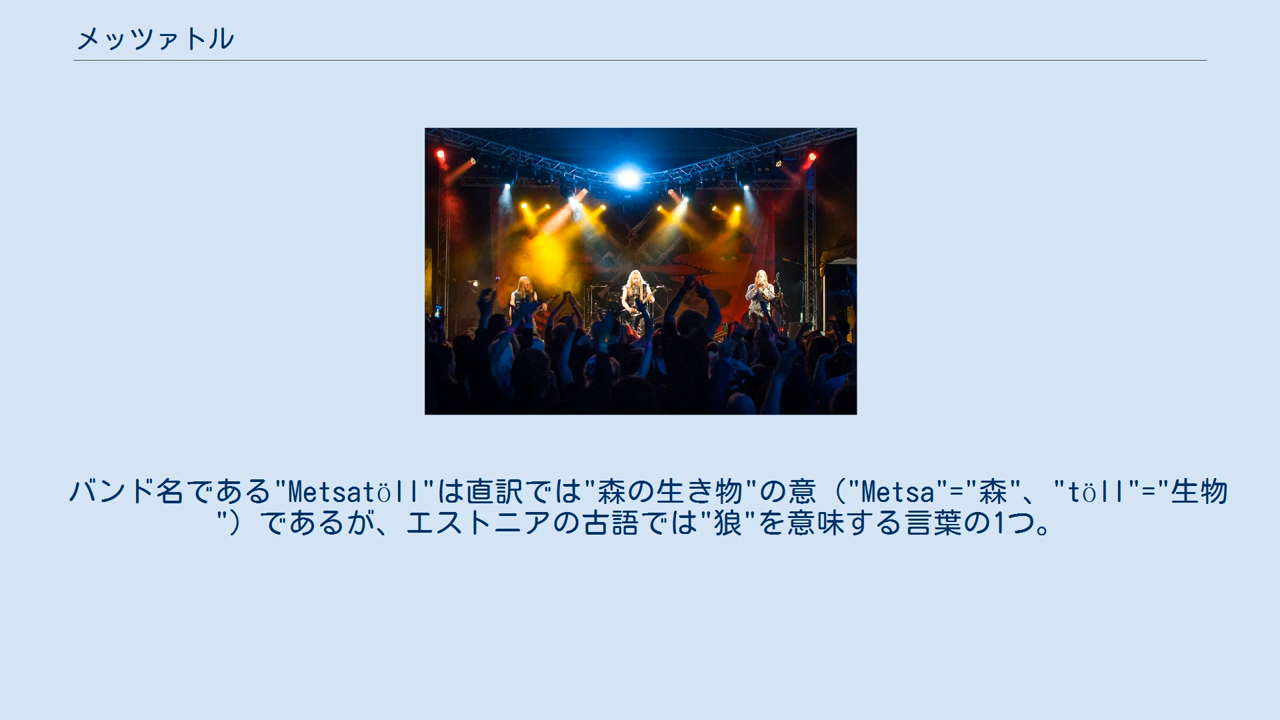 メッツァトル
バンド名である"Metsatöll"は直訳では"森の生き物"の意（"Metsa"="森"、"töll"="生物
"）であるが、エストニアの古語では"狼"を意味する言葉の1つ。